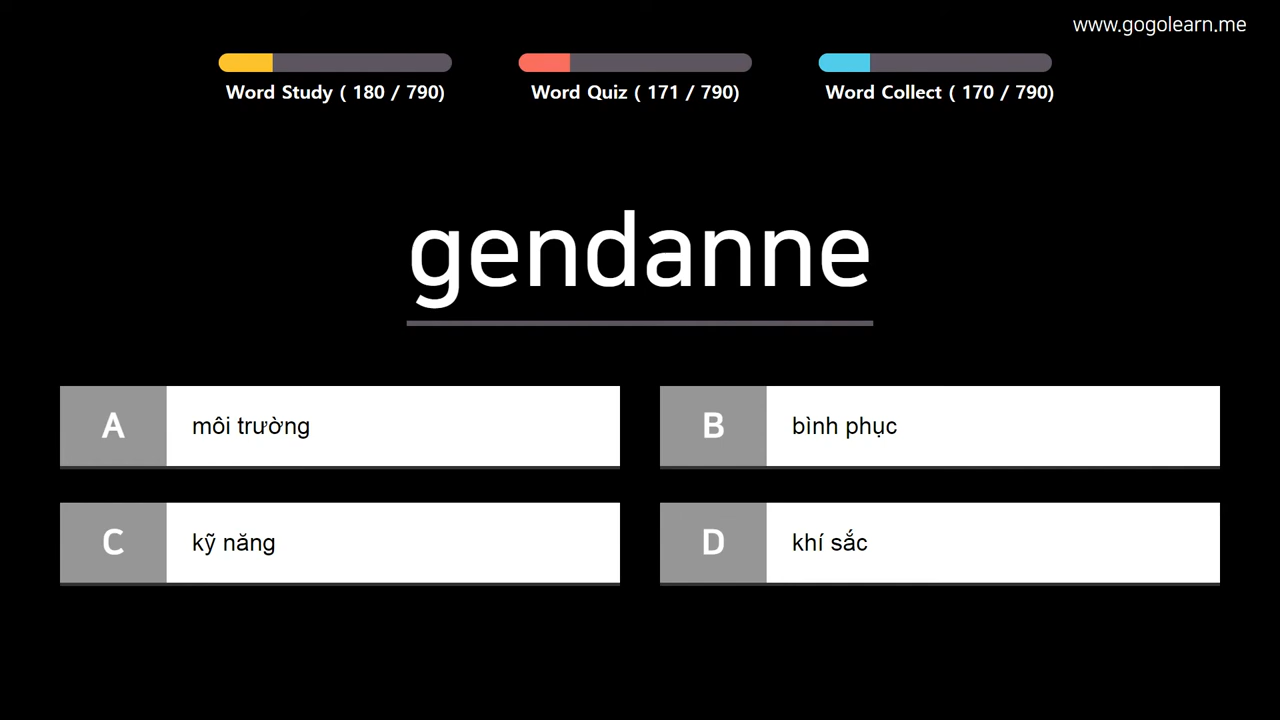 www.gogolearn.me
Word Study ( 180 / 790)
Word Quiz ( 171 / 790)
Word Collect ( 170 / 790)
gendanne
A môi trường
B bình phục
C kỹ năng
D khí sắc